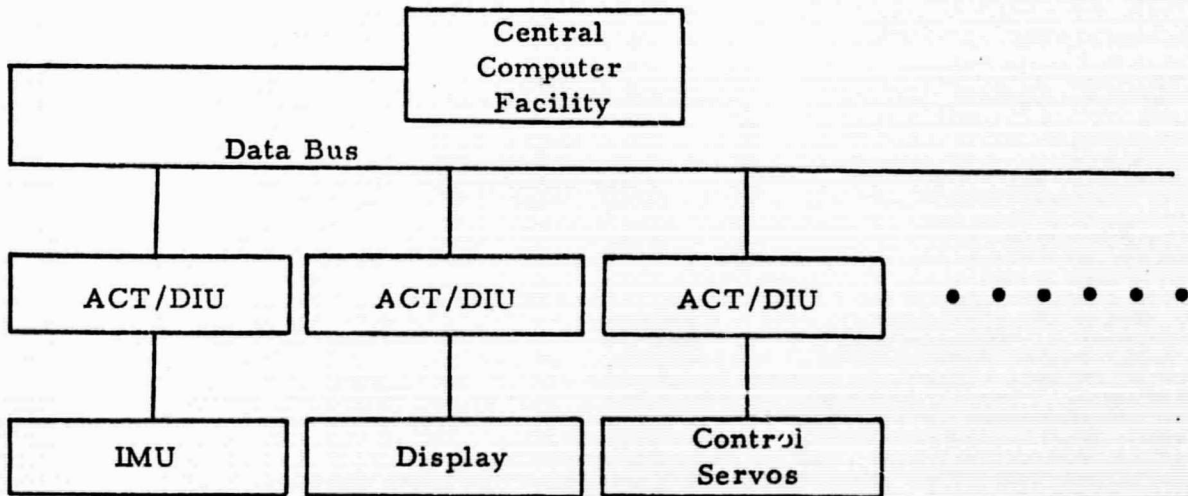 Central
Computer
Facility
Data Bus
ACT/DIU
ACT/DIU
ACT/DIU
IMU
Display
Control
Servos